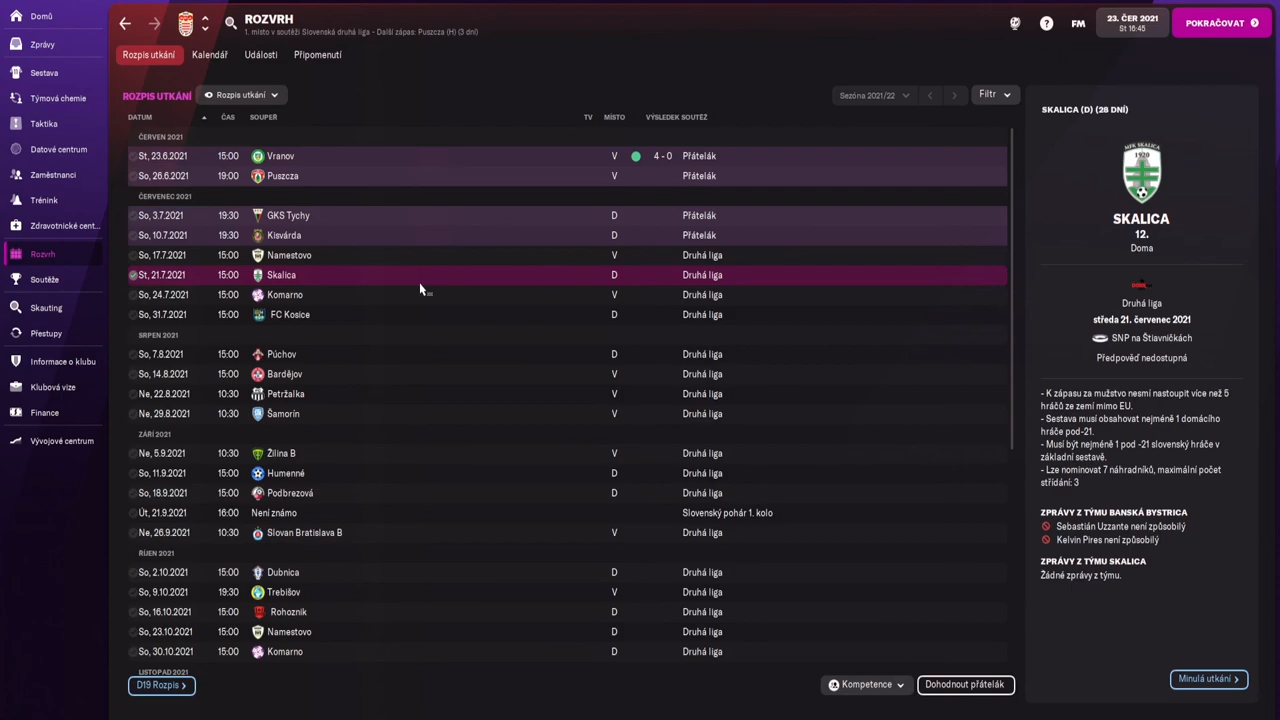 Domů
Zprávy
Sestava
Týmová chemie
Taktika
Datové centrum
Zaměstnanci
Trénink
Zdravotnické cent...
Rozvrh
Soutěže
Skauting
Přestupy
Informace o klubu
Klubová vize
Finance
Vývojové centrum
ROZVRH
1. místo v soutěži Slovenská druhá liga - Další zápas: Puszcza (H) (3 dní)
FM
23. ČER 2021
St 16:45
POKRAČOVAT
Rozpis utkání Kalendář Události Připomenutí
ROZPIS UTKÁNÍ Rozpis utkání Sezóna 2021/22 Filtr
DATUM ČAS SOUPEŘ TV MÍSTO VÝSLEDEK SOUTĚŽ
ČERVEN 2021
St, 23.6.2021 15:00 Vranov V 4 - 0 Přátelák
So, 26.6.2021 19:00 Puszcza V Přátelák
ČERVENEC 2021
So, 3.7.2021 19:30 GKS Tychy D Přátelák
So, 10.7.2021 19:30 Kisvárda D Přátelák
So, 17.7.2021 15:00 Namestovo V Druhá liga
St, 21.7.2021 15:00 Skalica D Druhá liga
So, 24.7.2021 15:00 Komarno V Druhá liga
So, 31.7.2021 15:00 FC Kosice D Druhá liga
SRPEN 2021
So, 7.8.2021 15:00 Púchov D Druhá liga
So, 14.8.2021 15:00 Bardějov V Druhá liga
Ne, 22.8.2021 10:30 Petržalka V Druhá liga
Ne, 29.8.2021 10:30 Šamorín V Druhá liga
ZÁŘÍ 2021
Ne, 5.9.2021 10:30 Žilina B V Druhá liga
So, 11.9.2021 15:00 Humenné D Druhá liga
So, 18.9.2021 15:00 Podbrezová D Druhá liga
Út, 21.9.2021 16:00 Není známo Slovenský pohár 1. kolo
Ne, 26.9.2021 10:30 Slovan Bratislava B V Druhá liga
ŘÍJEN 2021
So, 2.10.2021 15:00 Dubnica D Druhá liga
So, 9.10.2021 19:30 Trebišov V Druhá liga
So, 16.10.2021 15:00 Rohoznik D Druhá liga
So, 23.10.2021 15:00 Namestovo D Druhá liga
So, 30.10.2021 15:00 Komarno D Druhá liga
LISTOPAD 2021
D19 Rozpis Kompetence Dohodnout přátelák
SKALICA (D) (28 DNÍ)
MFK SKALICA
1920
SKALICA
12.
Doma
Druhá liga
středa 21. červenec 2021
SNP na Štiavničkách
Předpověď nedostupná
- K zápasu za mužstvo nesmí nastoupit více než 5
hráčů ze zemí mimo EU.
- Sestava musí obsahovat nejméně 1 domácího
hráče pod-21.
- Musí být nejméně 1 pod -21 slovenský hráče v
základní sestavě.
- Lze nominovat 7 náhradníků, maximální počet
střídání: 3
ZPRÁVY Z TÝMU BANSKÁ BYSTRICA
Sebastián Uzzante není způsobilý
Kelvin Pires není způsobilý
ZPRÁVY Z TÝMU SKALICA
Žádné zprávy z týmu.
Minulá utkání